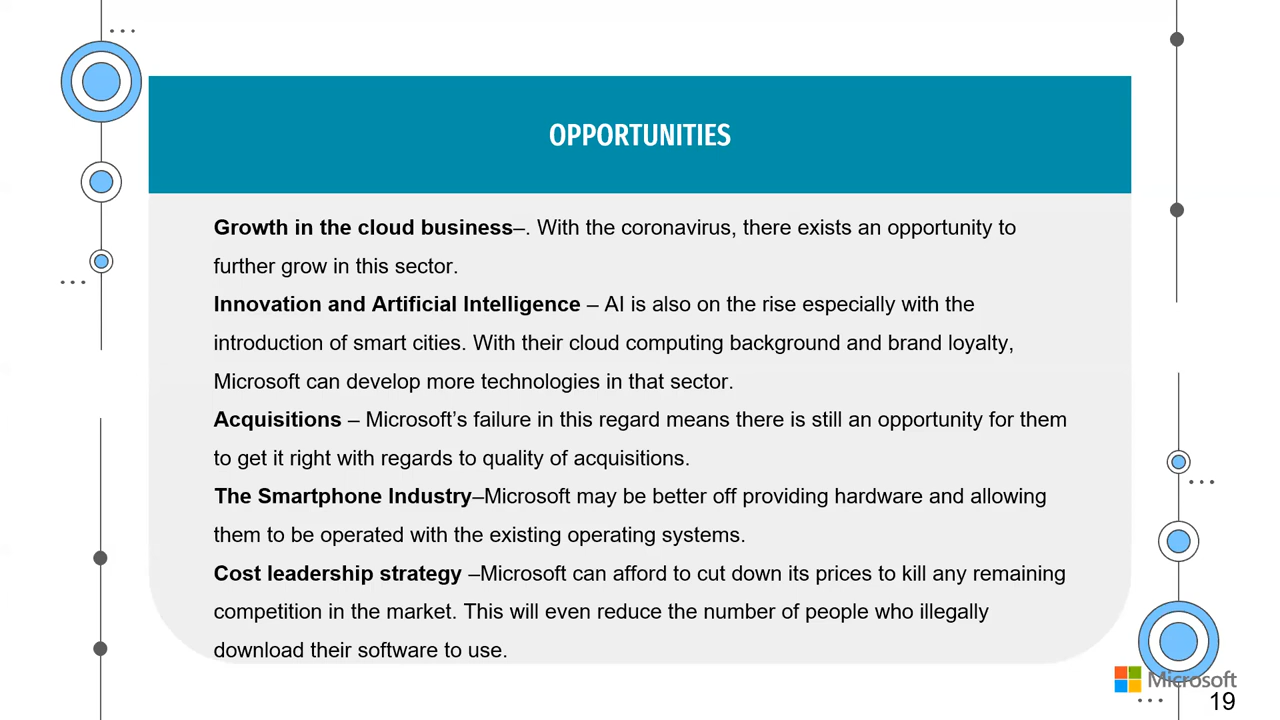 OPPORTUNITIES
Growth in the cloud business–. With the coronavirus, there exists an opportunity to
further grow in this sector.
Innovation and Artificial Intelligence – AI is also on the rise especially with the
introduction of smart cities. With their cloud computing background and brand loyalty,
Microsoft can develop more technologies in that sector.
Acquisitions – Microsoft’s failure in this regard means there is still an opportunity for them
to get it right with regards to quality of acquisitions.
The Smartphone Industry–Microsoft may be better off providing hardware and allowing
them to be operated with the existing operating systems.
Cost leadership strategy –Microsoft can afford to cut down its prices to kill any remaining
competition in the market. This will even reduce the number of people who illegally
download their software to use.
Microsoft
19